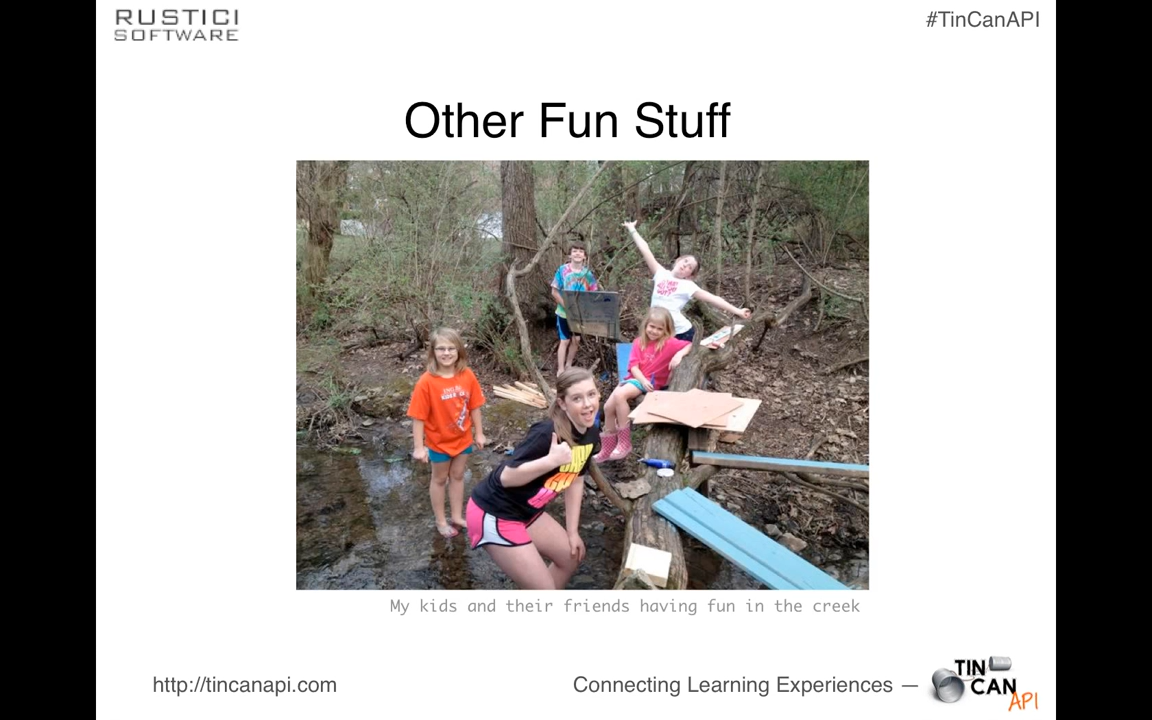 RUSTICI
SOFTWARE
#TinCanAPI
Other Fun Stuff
My kids and their friends having fun in the creek
http://tincanapi.com
Connecting Learning Experiences —
TIN
CAN
API